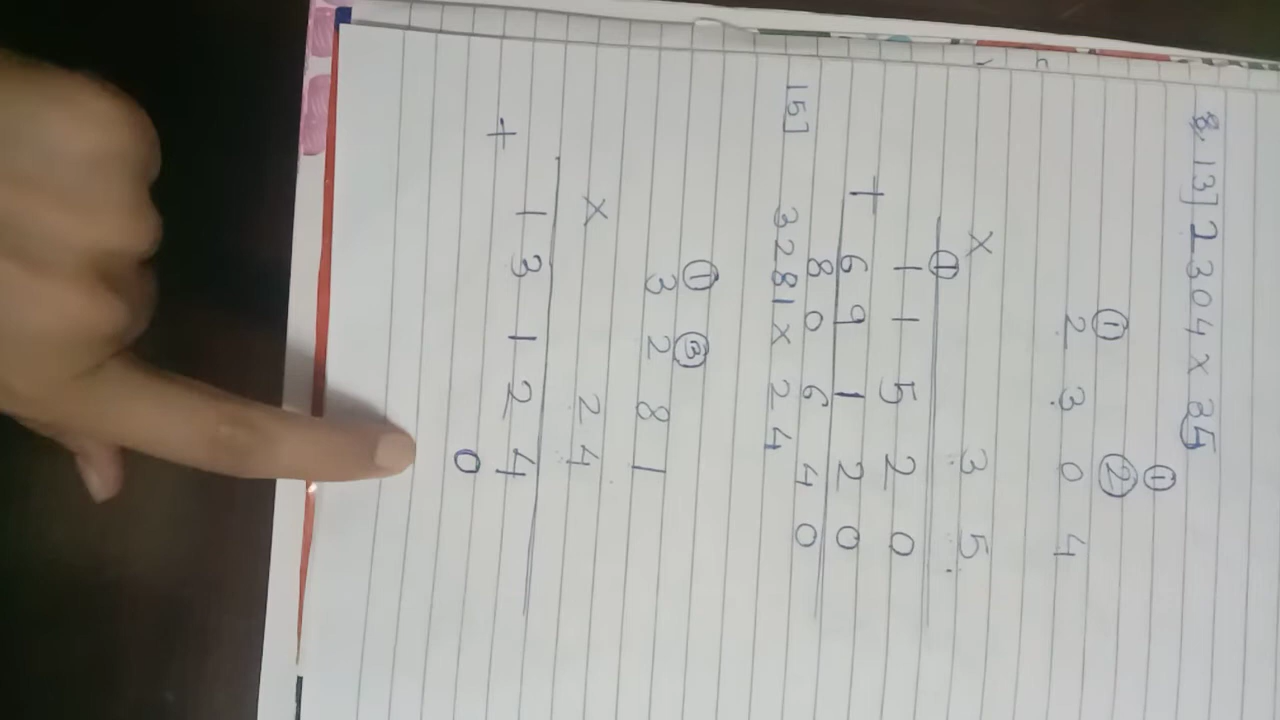 13] 2304 × 35
① 
① ②
2 3 0 4
× 3 5
①
1 1 5 2 0
+ 6 9 1 2 0
8 0 6 4 0
15] 3281 × 24
① ③
3 2 8 1
× 2 4
1 3 1 2 4
+ 0